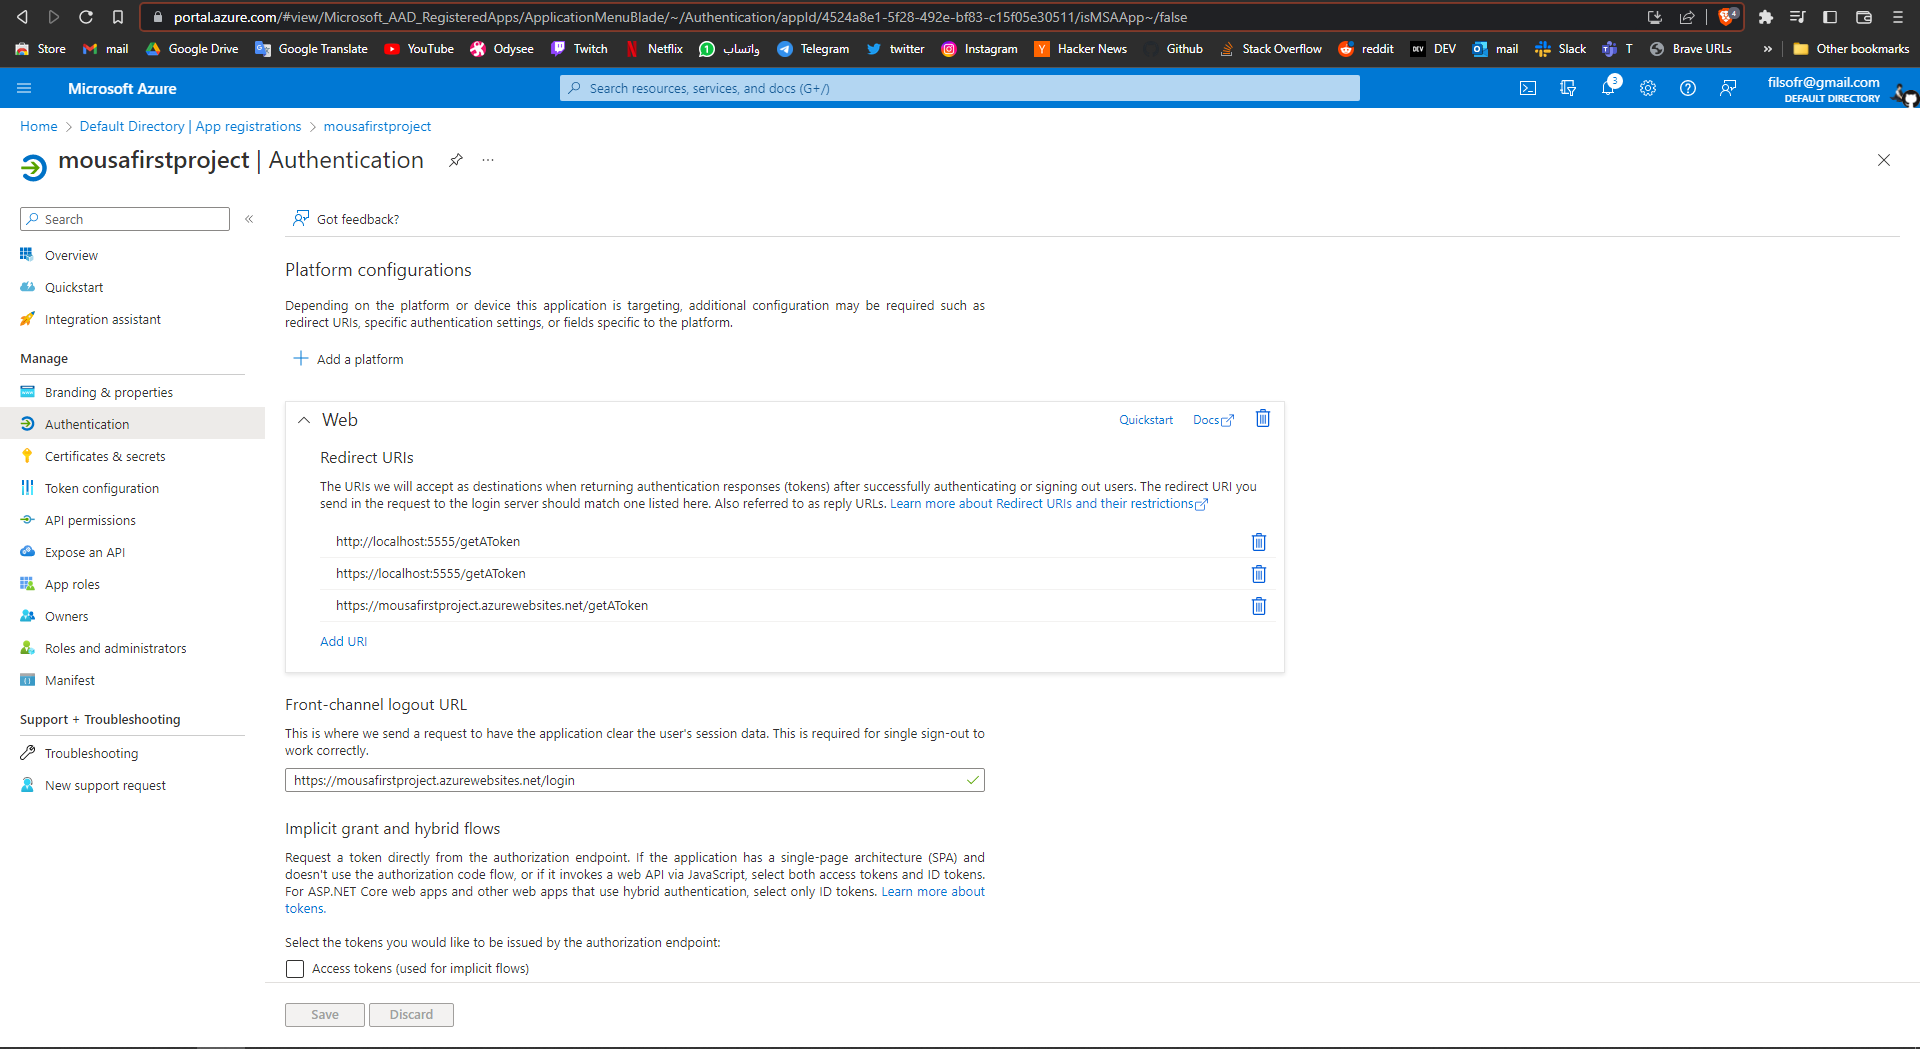 portal.azure.com/#view/Microsoft_AAD_RegisteredApps/ApplicationMenuBlade/~/Authentication/appId/4524a8e1-5f28-492e-bf83-c15f05e30511/isMSAApp~/false
4
Store mail Google Drive Google Translate YouTube Odysee Twitch Netflix واتساب Telegram twitter Instagram Hacker News Github Stack Overflow reddit DEV mail Slack T Brave URLs » Other bookmarks
Microsoft Azure
Search resources, services, and docs (G+/)
3
filsofr@gmail.com
DEFAULT DIRECTORY
Home > Default Directory | App registrations > mousafirstproject
mousafirstproject | Authentication
Search
«
Got feedback?
Overview
Quickstart
Integration assistant
Manage
Branding & properties
Authentication
Certificates & secrets
Token configuration
API permissions
Expose an API
App roles
Owners
Roles and administrators
Manifest
Support + Troubleshooting
Troubleshooting
New support request
Platform configurations
Depending on the platform or device this application is targeting, additional configuration may be required such as
redirect URIs, specific authentication settings, or fields specific to the platform.
Add a platform
Web
Quickstart
Docs
Redirect URIs
The URIs we will accept as destinations when returning authentication responses (tokens) after successfully authenticating or signing out users. The redirect URI you
send in the request to the login server should match one listed here. Also referred to as reply URLs. Learn more about Redirect URIs and their restrictions
http://localhost:5555/getAToken
https://localhost:5555/getAToken
https://mousafirstproject.azurewebsites.net/getAToken
Add URI
Front-channel logout URL
This is where we send a request to have the application clear the user's session data. This is required for single sign-out to
work correctly.
https://mousafirstproject.azurewebsites.net/login
Implicit grant and hybrid flows
Request a token directly from the authorization endpoint. If the application has a single-page architecture (SPA) and
doesn't use the authorization code flow, or if it invokes a web API via JavaScript, select both access tokens and ID tokens.
For ASP.NET Core web apps and other web apps that use hybrid authentication, select only ID tokens. Learn more about
tokens.
Select the tokens you would like to be issued by the authorization endpoint:
Access tokens (used for implicit flows)
Save
Discard